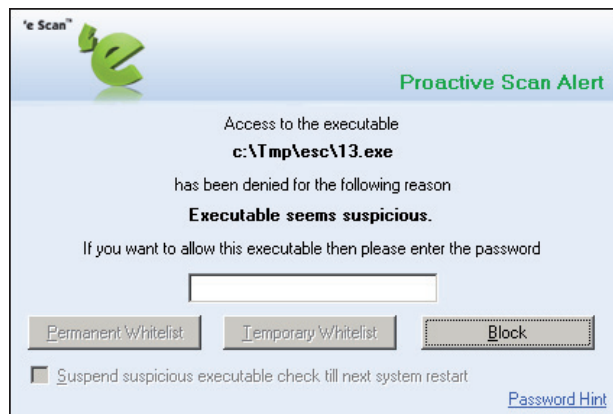 'e Scan™
Proactive Scan Alert
Access to the executable
c:\Tmp\esc\13.exe
has been denied for the following reason
Executable seems suspicious.
If you want to allow this executable then please enter the password
Permanent Whitelist Temporary Whitelist Block
Suspend suspicious executable check till next system restart
Password Hint